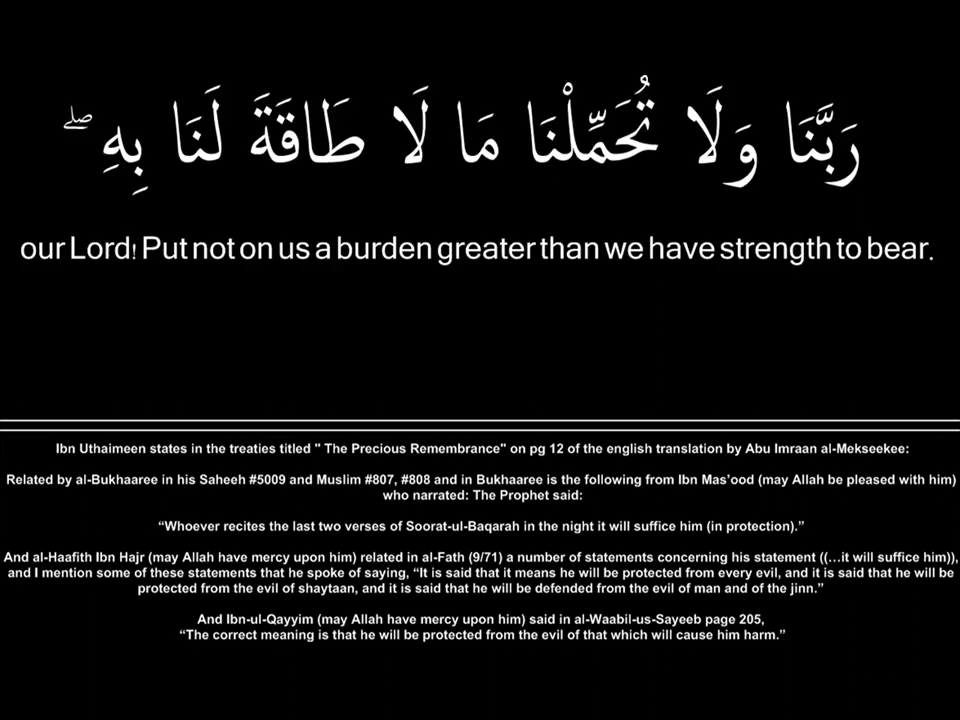 رَبَّنَا وَلَا تُحَمِّلْنَا مَا لَا طَاقَةَ لَنَا بِهِ ۖ
our Lord! Put not on us a burden greater than we have strength to bear.
Ibn Uthaimeen states in the treaties titled " The Precious Remembrance" on pg 12 of the english translation by Abu Imraan al-Mekseekee:
Related by al-Bukhaaree in his Saheeh #5009 and Muslim #807, #808 and in Bukhaaree is the following from Ibn Mas’ood (may Allah be pleased with him)
who narrated: The Prophet said:
“Whoever recites the last two verses of Soorat-ul-Baqarah in the night it will suffice him (in protection).”
And al-Haafith Ibn Hajr (may Allah have mercy upon him) related in al-Fath (9/71) a number of statements concerning his statement ((…it will suffice him)),
and I mention some of these statements that he spoke of saying, “It is said that it means he will be protected from every evil, and it is said that he will be
protected from the evil of shaytaan, and it is said that he will be defended from the evil of man and of the jinn.”
And Ibn-ul-Qayyim (may Allah have mercy upon him) said in al-Waabil-us-Sayeeb page 205,
“The correct meaning is that he will be protected from the evil of that which will cause him harm.”